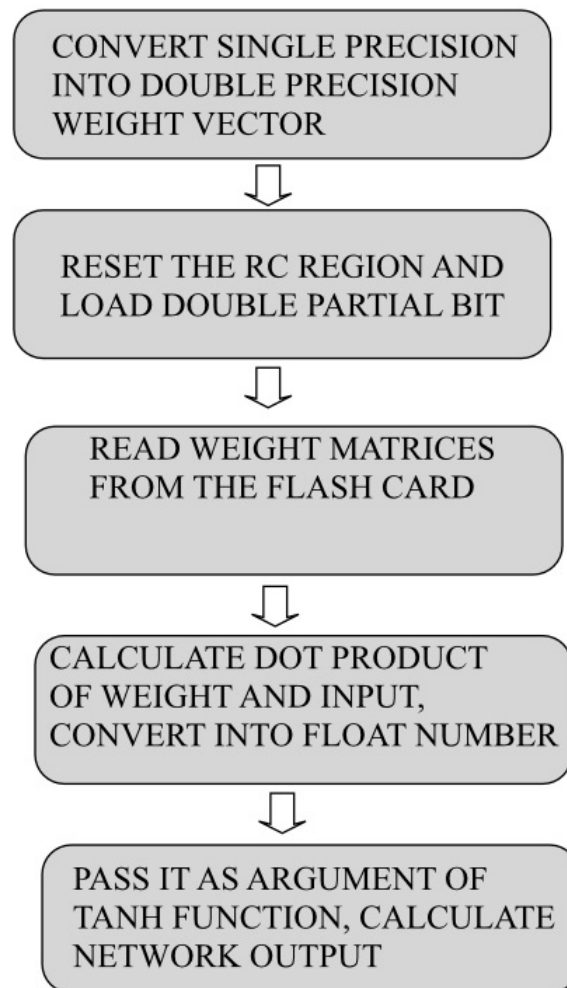 CONVERT SINGLE PRECISION
INTO DOUBLE PRECISION
WEIGHT VECTOR
RESET THE RC REGION AND
LOAD DOUBLE PARTIAL BIT
READ WEIGHT MATRICES
FROM THE FLASH CARD
CALCULATE DOT PRODUCT
OF WEIGHT AND INPUT,
CONVERT INTO FLOAT NUMBER
PASS IT AS ARGUMENT OF
TANH FUNCTION, CALCULATE
NETWORK OUTPUT